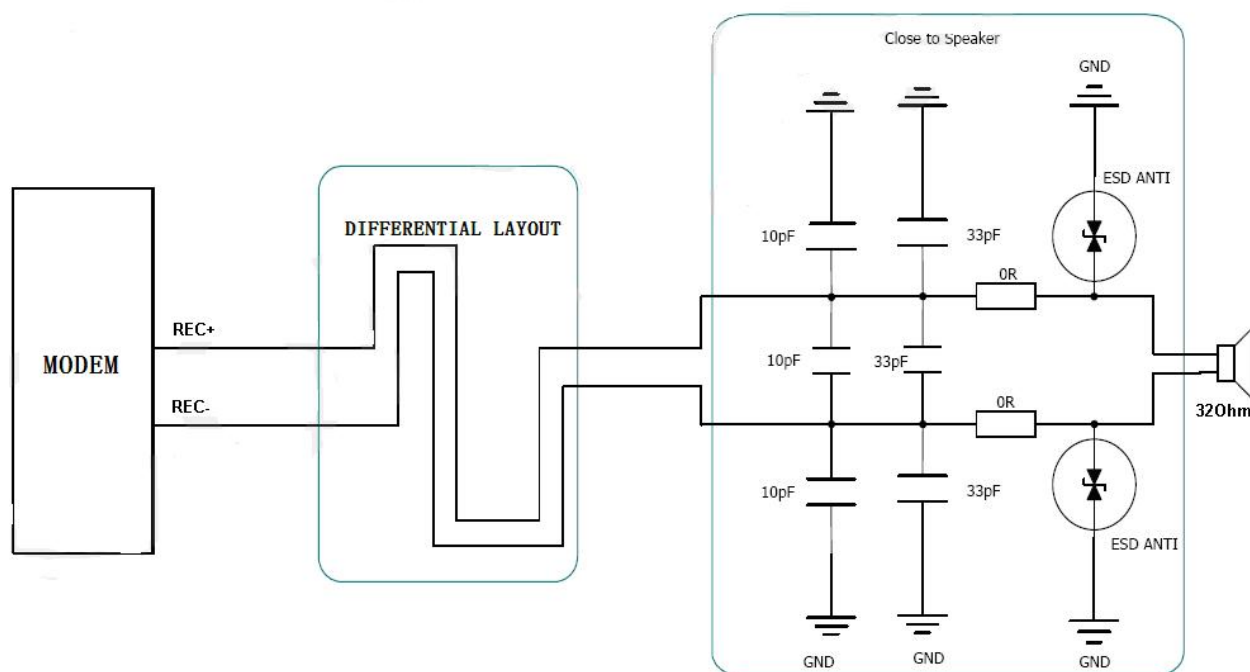 Close to Speaker
GND
ESD ANTI
DIFFERENTIAL LAYOUT
10pF
33pF
0R
REC+
MODEM
10pF
33pF
REC-
0R
32Ohm
10pF
33pF
ESD ANTI
GND
GND
GND